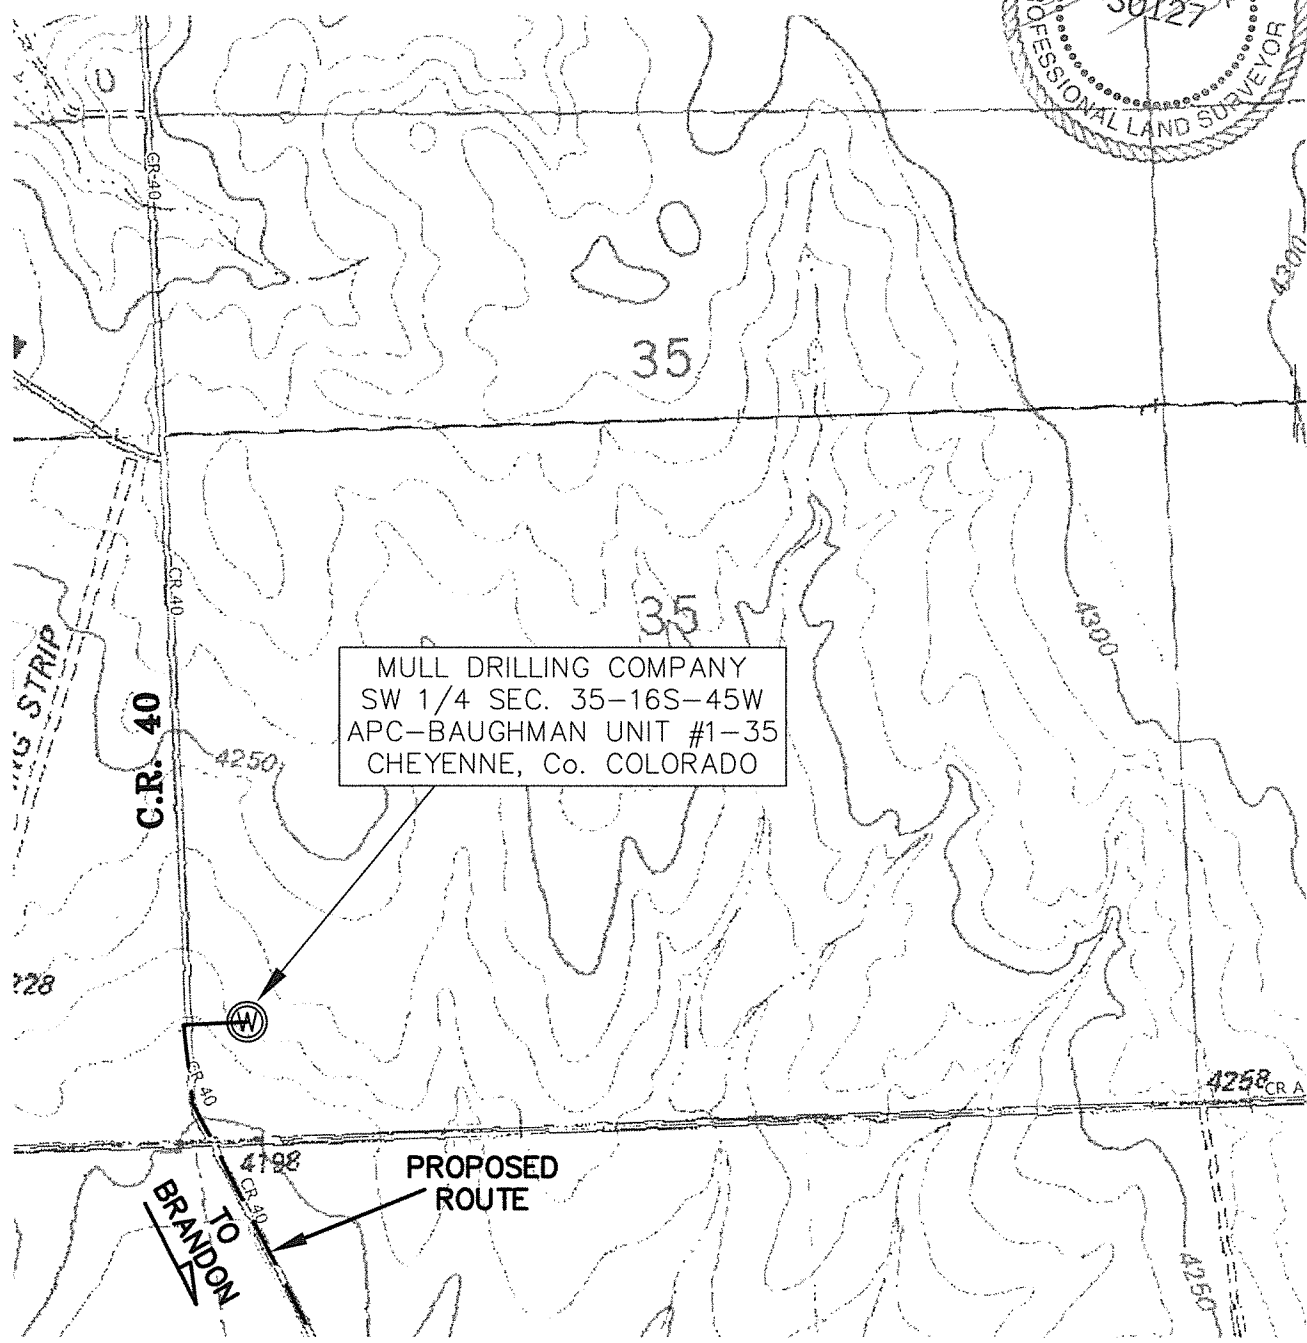 30127
PROFESSIONAL LAND SURVEYOR
CR 40
4300
35
CR 40
35
4300
STRIP
C.R. 40
MULL DRILLING COMPANY
SW 1/4 SEC. 35-16S-45W
APC-BAUGHMAN UNIT #1-35
CHEYENNE, Co. COLORADO
4250
W
CR 40
4258
CR A
4198
PROPOSED
ROUTE
CR 40
TO
BRANDON
4250